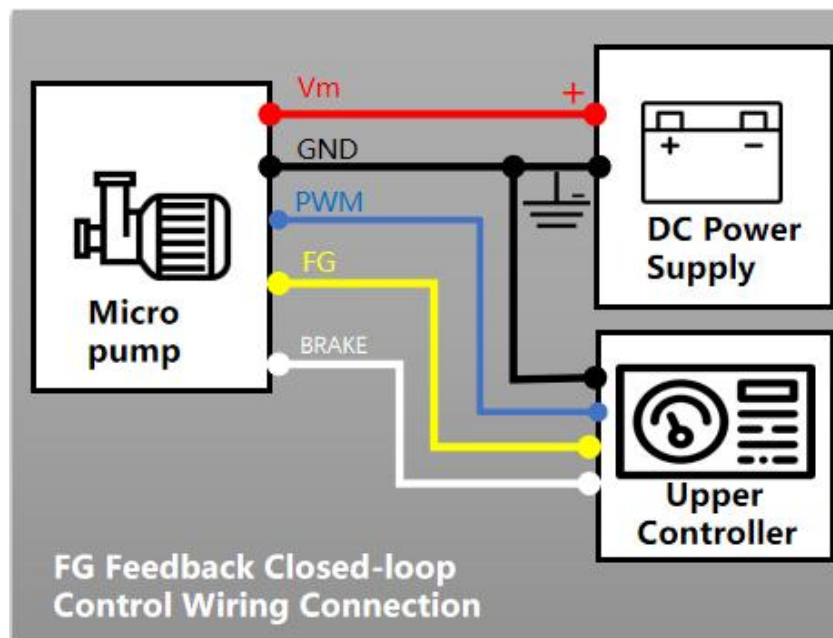 Vm
+
GND
PWM
-
FG
BRAKE
Micro
pump
+ -
DC Power
Supply
Upper
Controller
FG Feedback Closed-loop
Control Wiring Connection